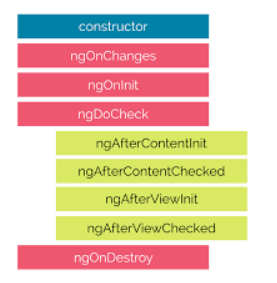 constructor
ngOnChanges
ngOnInit
ngDoCheck
ngAfterContentInit
ngAfterContentChecked
ngAfterViewInit
ngAfterViewChecked
ngOnDestroy